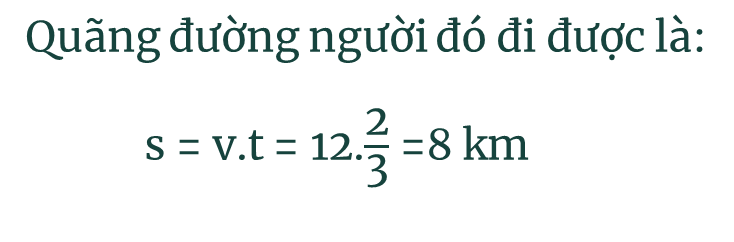 Quãng đường người đó đi được là:
s = v.t = 12.2/3 =8 km